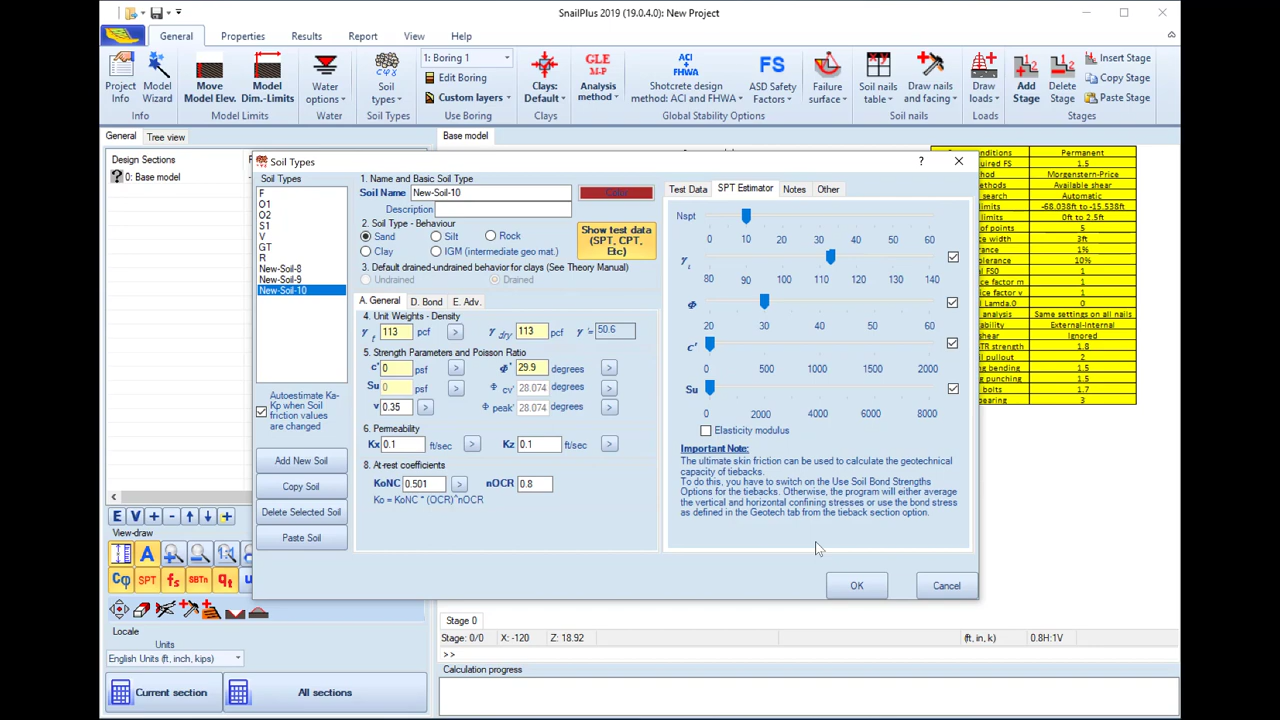 SnailPlus 2019 (19.0.4.0): New Project
General Properties Results Report View Help
Project Info
Model Wizard
Move Model Elev.
Model Dim.-Limits
Water options
Soil types
1: Boring 1
Edit Boring
Custom layers
Clays: Default
GLE
M-P
Analysis method
ACI + FHWA
Shotcrete design method: ACI and FHWA
FS
ASD Safety Factors
Failure surface
Soil nails table
Draw nails and facing
Draw loads
Add Stage
Delete Stage
Insert Stage
Copy Stage
Paste Stage
Info Model Limits Water Soil Types Use Boring Clays Global Stability Options Soil nails Loads Stages
General Tree view
Base model
Design Sections
0: Base model
Soil Types
Soil Types
F
O1
O2
S1
V
GT
R
New-Soil-8
New-Soil-9
New-Soil-10
Autoestimate Ka-
Kp when Soil
friction values
are changed
Add New Soil
Copy Soil
Delete Selected Soil
Paste Soil
1. Name and Basic Soil Type
Soil Name New-Soil-10 Color
Description
2. Soil Type - Behaviour
Sand Silt Rock
Clay IGM (intermediate geo mat.)
Show test data
(SPT, CPT,
Etc)
3. Default drained-undrained behavior for clays (See Theory Manual)
Undrained Drained
A. General D. Bond E. Adv.
4. Unit Weights - Density
γ t 113 pcf > γ dry 113 pcf γ '= 50.6
5. Strength Parameters and Poisson Ratio
c' 0 psf > Φ' 29.9 degrees >
Su 0 psf > Φ cv' 28.074 degrees >
v 0.35 > Φ peak' 28.074 degrees >
6. Permeability
Kx 0.1 ft/sec > Kz 0.1 ft/sec >
8. At-rest coefficients
KoNC 0.501 > nOCR 0.8
Ko = KoNC * (OCR)^nOCR
Test Data SPT Estimator Notes Other
Nspt
0 10 20 30 40 50 60
γ t
80 90 100 110 120 130 140
Φ
20 30 40 50 60
c'
0 500 1000 1500 2000
Su
0 2000 4000 6000 8000
Elasticity modulus
Important Note:
The ultimate skin friction can be used to calculate the geotechnical
capacity of tiebacks.
To do this, you have to switch on the Use Soil Bond Strengths
Options for the tiebacks. Otherwise, the program will either average
the vertical and horizontal confining stresses or use the bond stress
as defined in the Geotech tab from the tieback section option.
OK Cancel
Permanent
1.5
Morgenstern-Price
Available shear
Automatic
-68.038ft to -15.538ft
0ft to 2.5ft
5
3ft
1%
10%
1
1
1
0
Same settings on all nails
External-Internal
Ignored
1.8
2
1.5
1.5
1.7
3
E V + - ↑ ↓ +
View-draw
A
1:1
Cφ SPT fs SBTn qt
Locale
Units
English Units (ft, inch, kips)
Current section All sections
Stage 0
Stage: 0/0 X: -120 Z: 18.92 (ft, in, k) 0.8H:1V
>>
Calculation progress